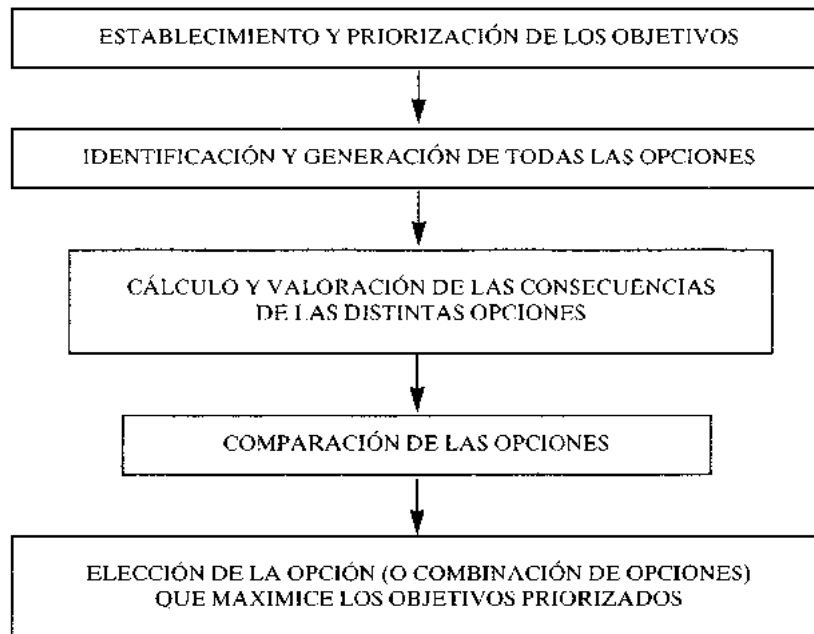 ESTABLECIMIENTO Y PRIORIZACIÓN DE LOS OBJETIVOS
IDENTIFICACIÓN Y GENERACIÓN DE TODAS LAS OPCIONES
CÁLCULO Y VALORACIÓN DE LAS CONSECUENCIAS
DE LAS DISTINTAS OPCIONES
COMPARACIÓN DE LAS OPCIONES
ELECCIÓN DE LA OPCIÓN (O COMBINACIÓN DE OPCIONES)
QUE MAXIMICE LOS OBJETIVOS PRIORIZADOS